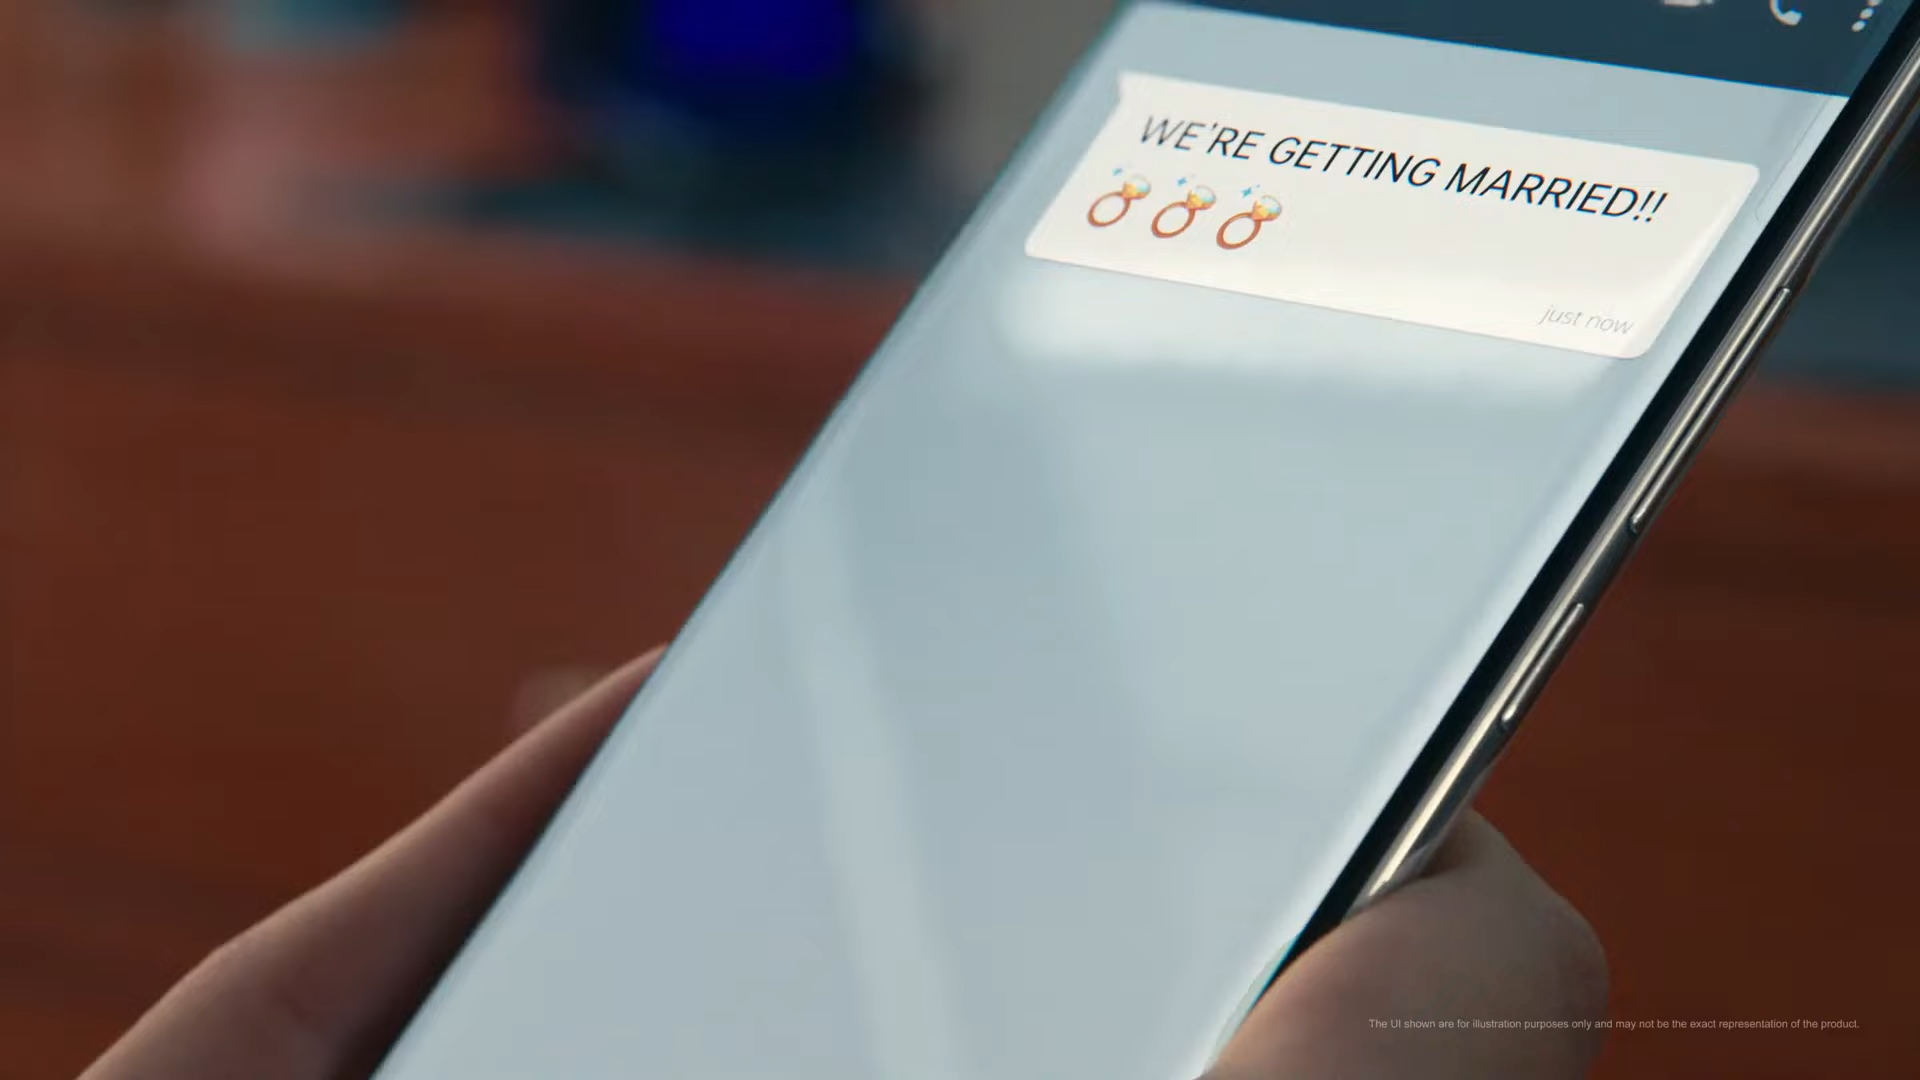 WE'RE GETTING MARRIED!!
💍💍💍
just now
The UI shown are for illustration purposes only and may not be the exact representation of the product.